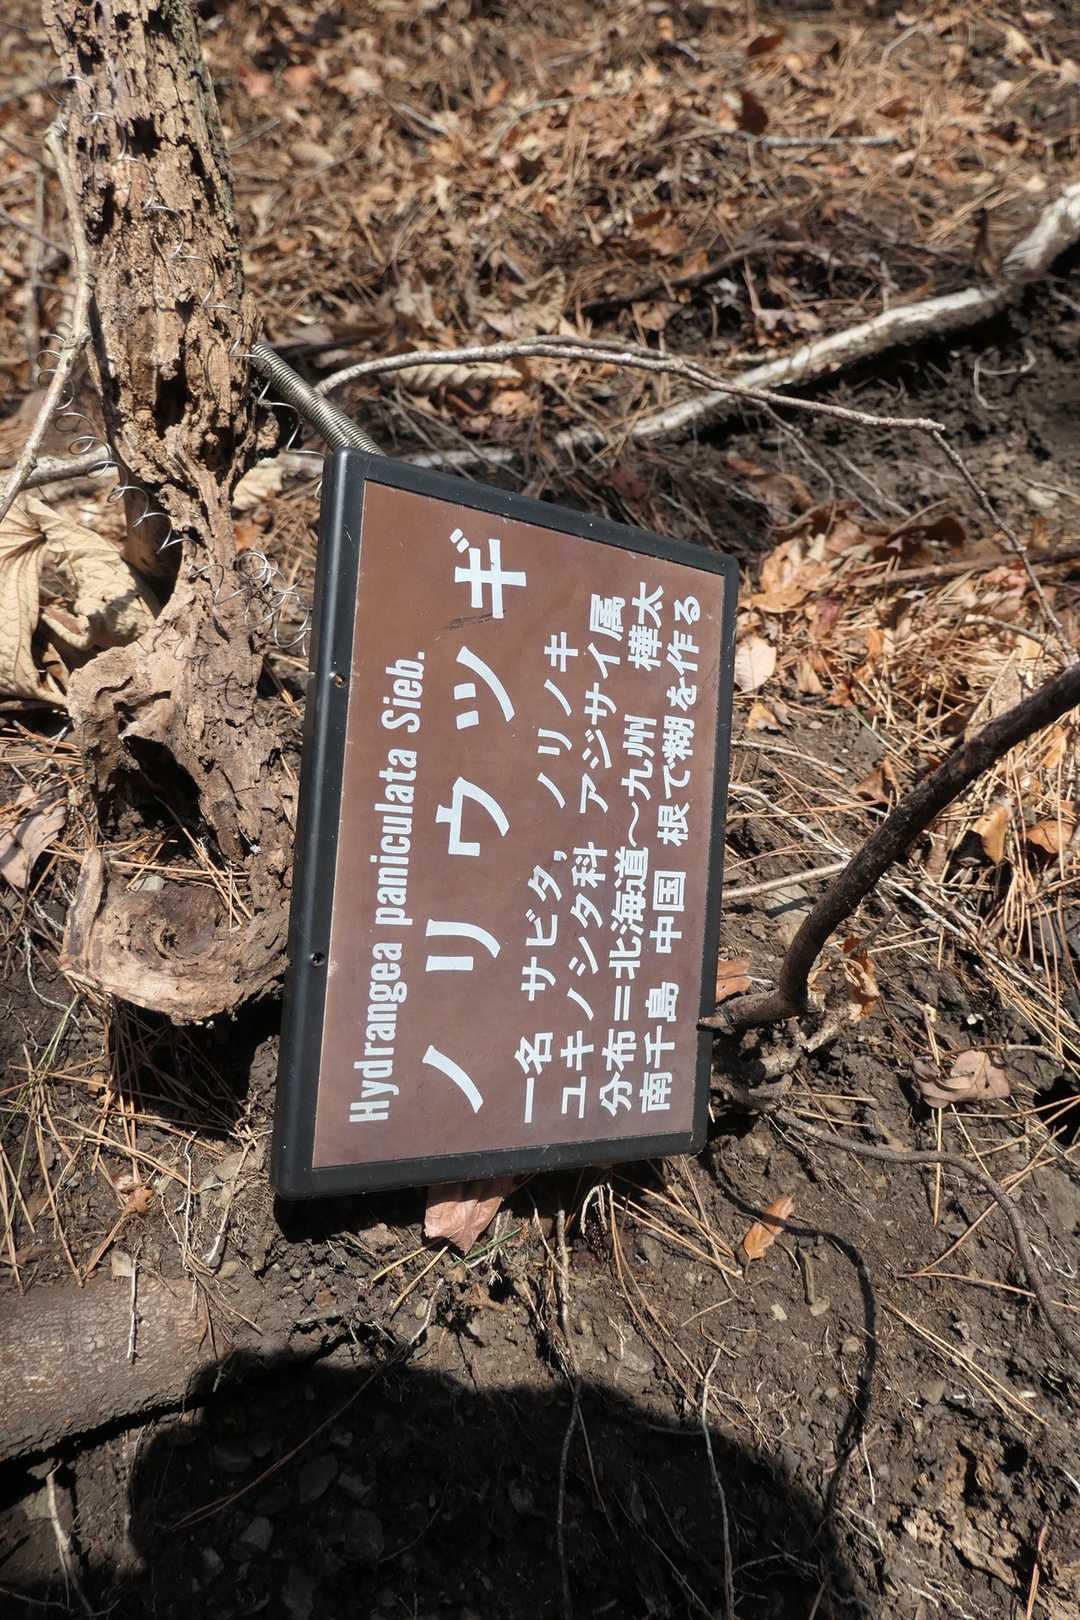 Hydrangea paniculata Sieb.
ノリウツギ
一名 サビタ, ノリノキ
ユキノシタ科 アジサイ属
分布＝北海道〜九州 樺太
南千島 中国 根で糊を作る